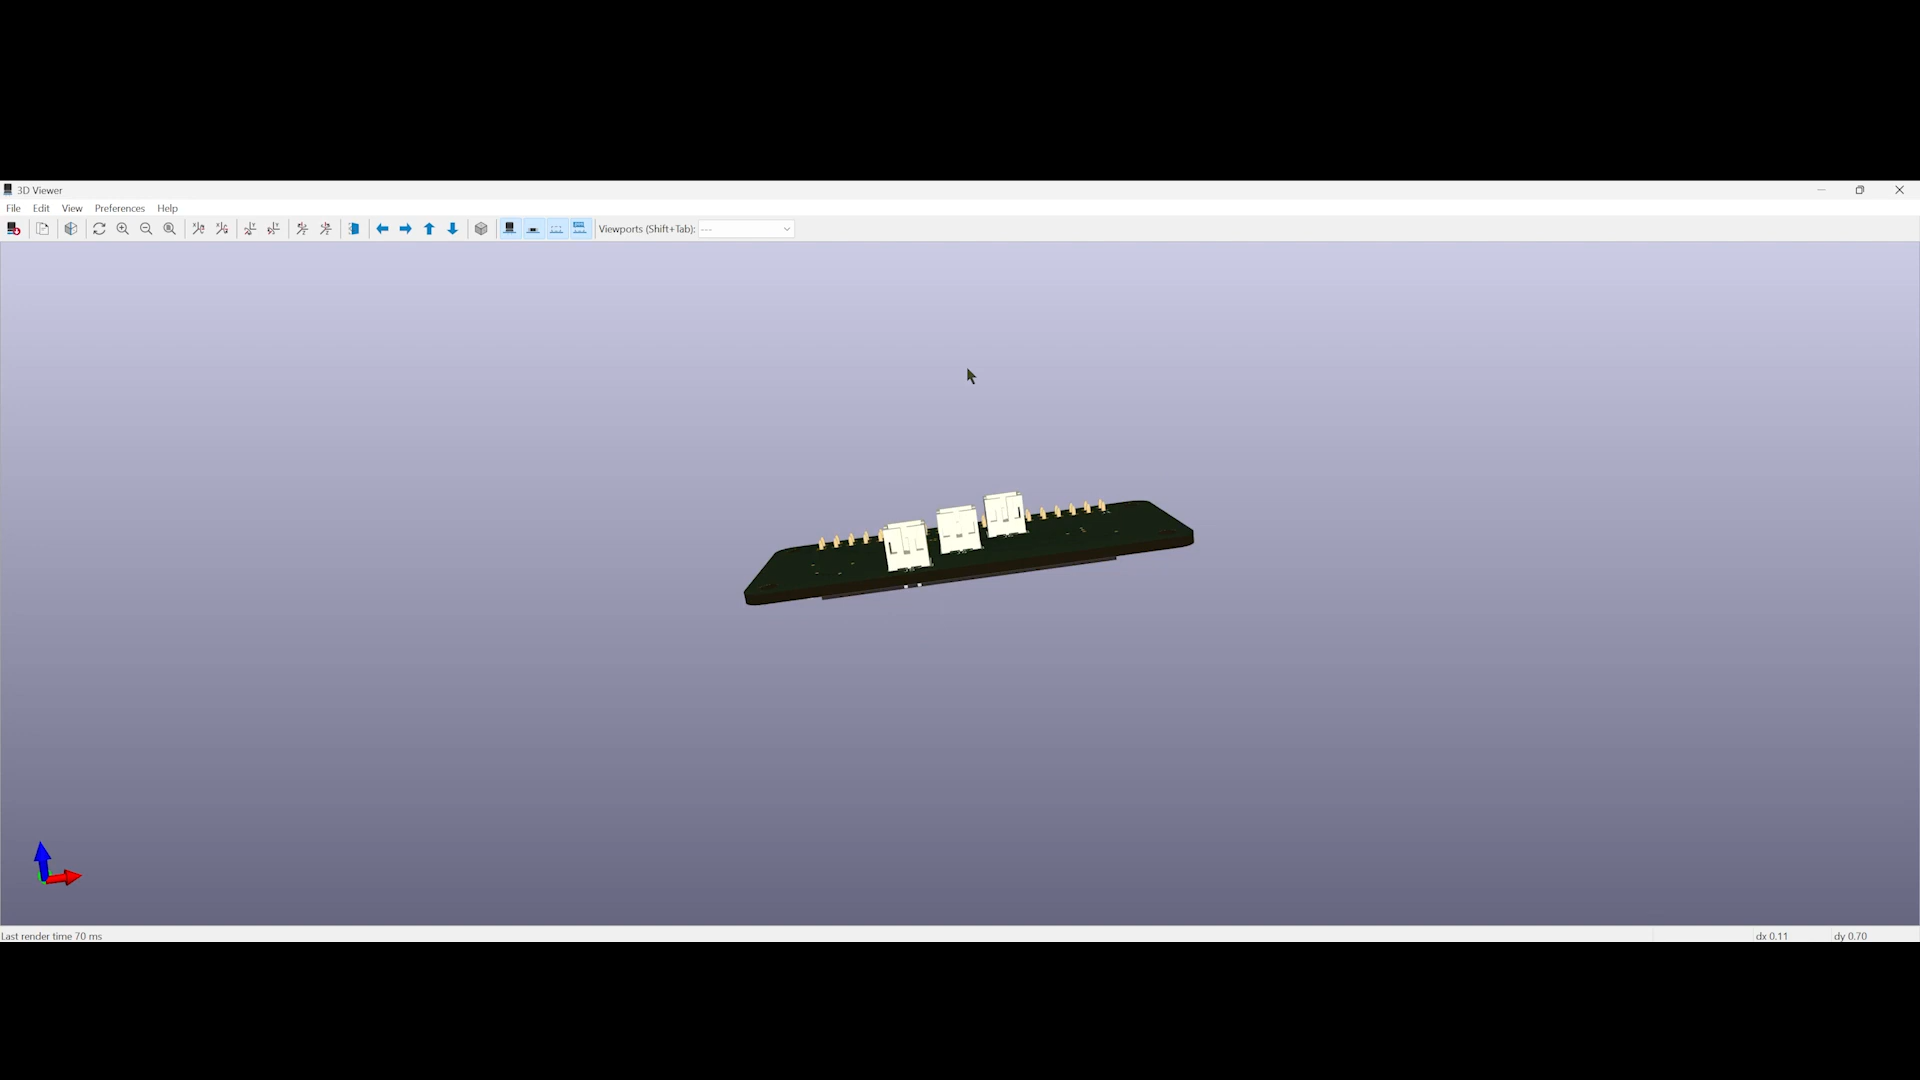 3D Viewer
File Edit View Preferences Help
Viewports (Shift+Tab): ---
Last render time 70 ms dx 0.11 dy 0.70